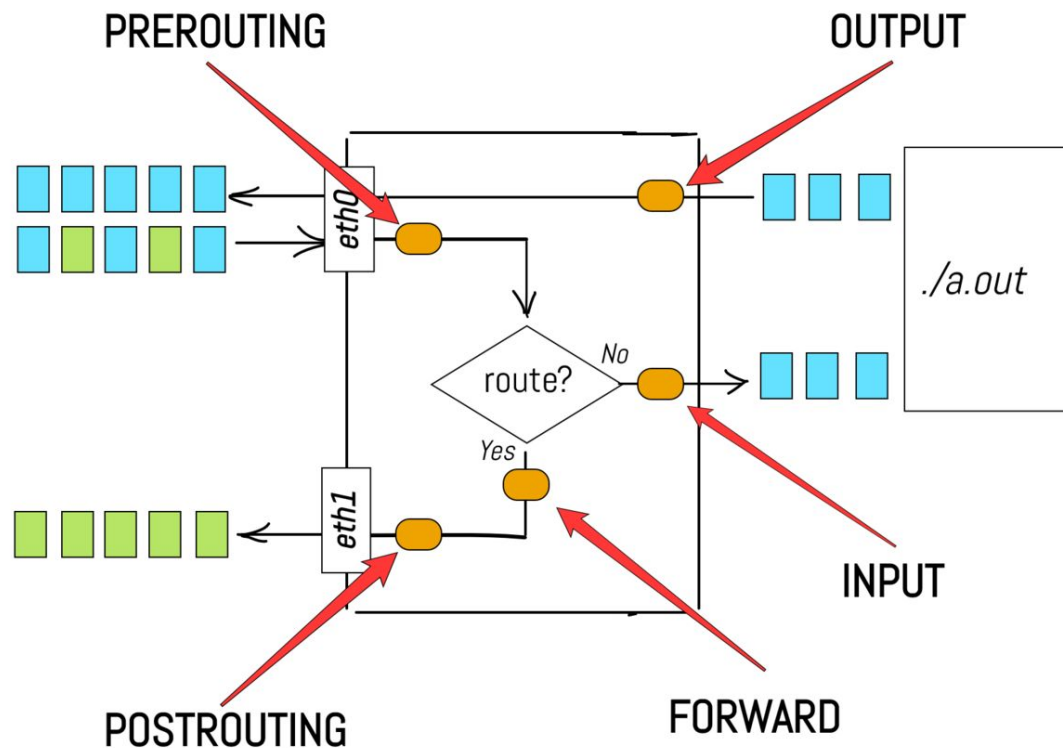 PREROUTING
OUTPUT
eth0
./a.out
No
route?
Yes
eth1
INPUT
FORWARD
POSTROUTING